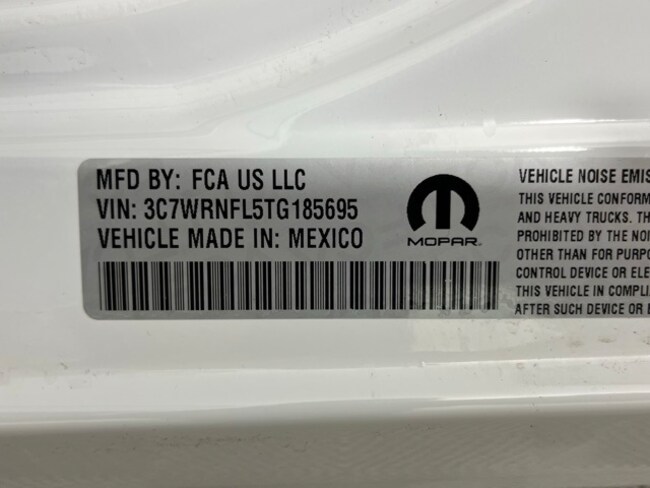 MFD BY: FCA US LLC
VIN: 3C7WRNFL5TG185695
VEHICLE MADE IN: MEXICO
MOPAR
VEHICLE NOISE EMIS
THIS VEHICLE CONFORM
AND HEAVY TRUCKS. TH
PROHIBITED BY THE NOI
OTHER THAN FOR PURPO
CONTROL DEVICE OR ELE
THIS VEHICLE IN COMPLI
AFTER SUCH DEVICE OR E